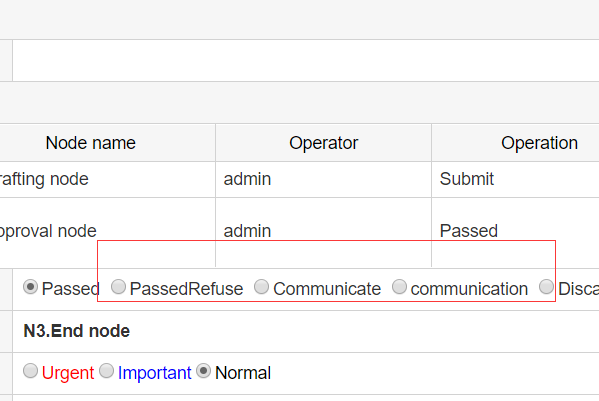 Node name Operator Operation
rafting node admin Submit
pproval node admin Passed
Passed PassedRefuse Communicate communication Disca
N3.End node
Urgent Important Normal